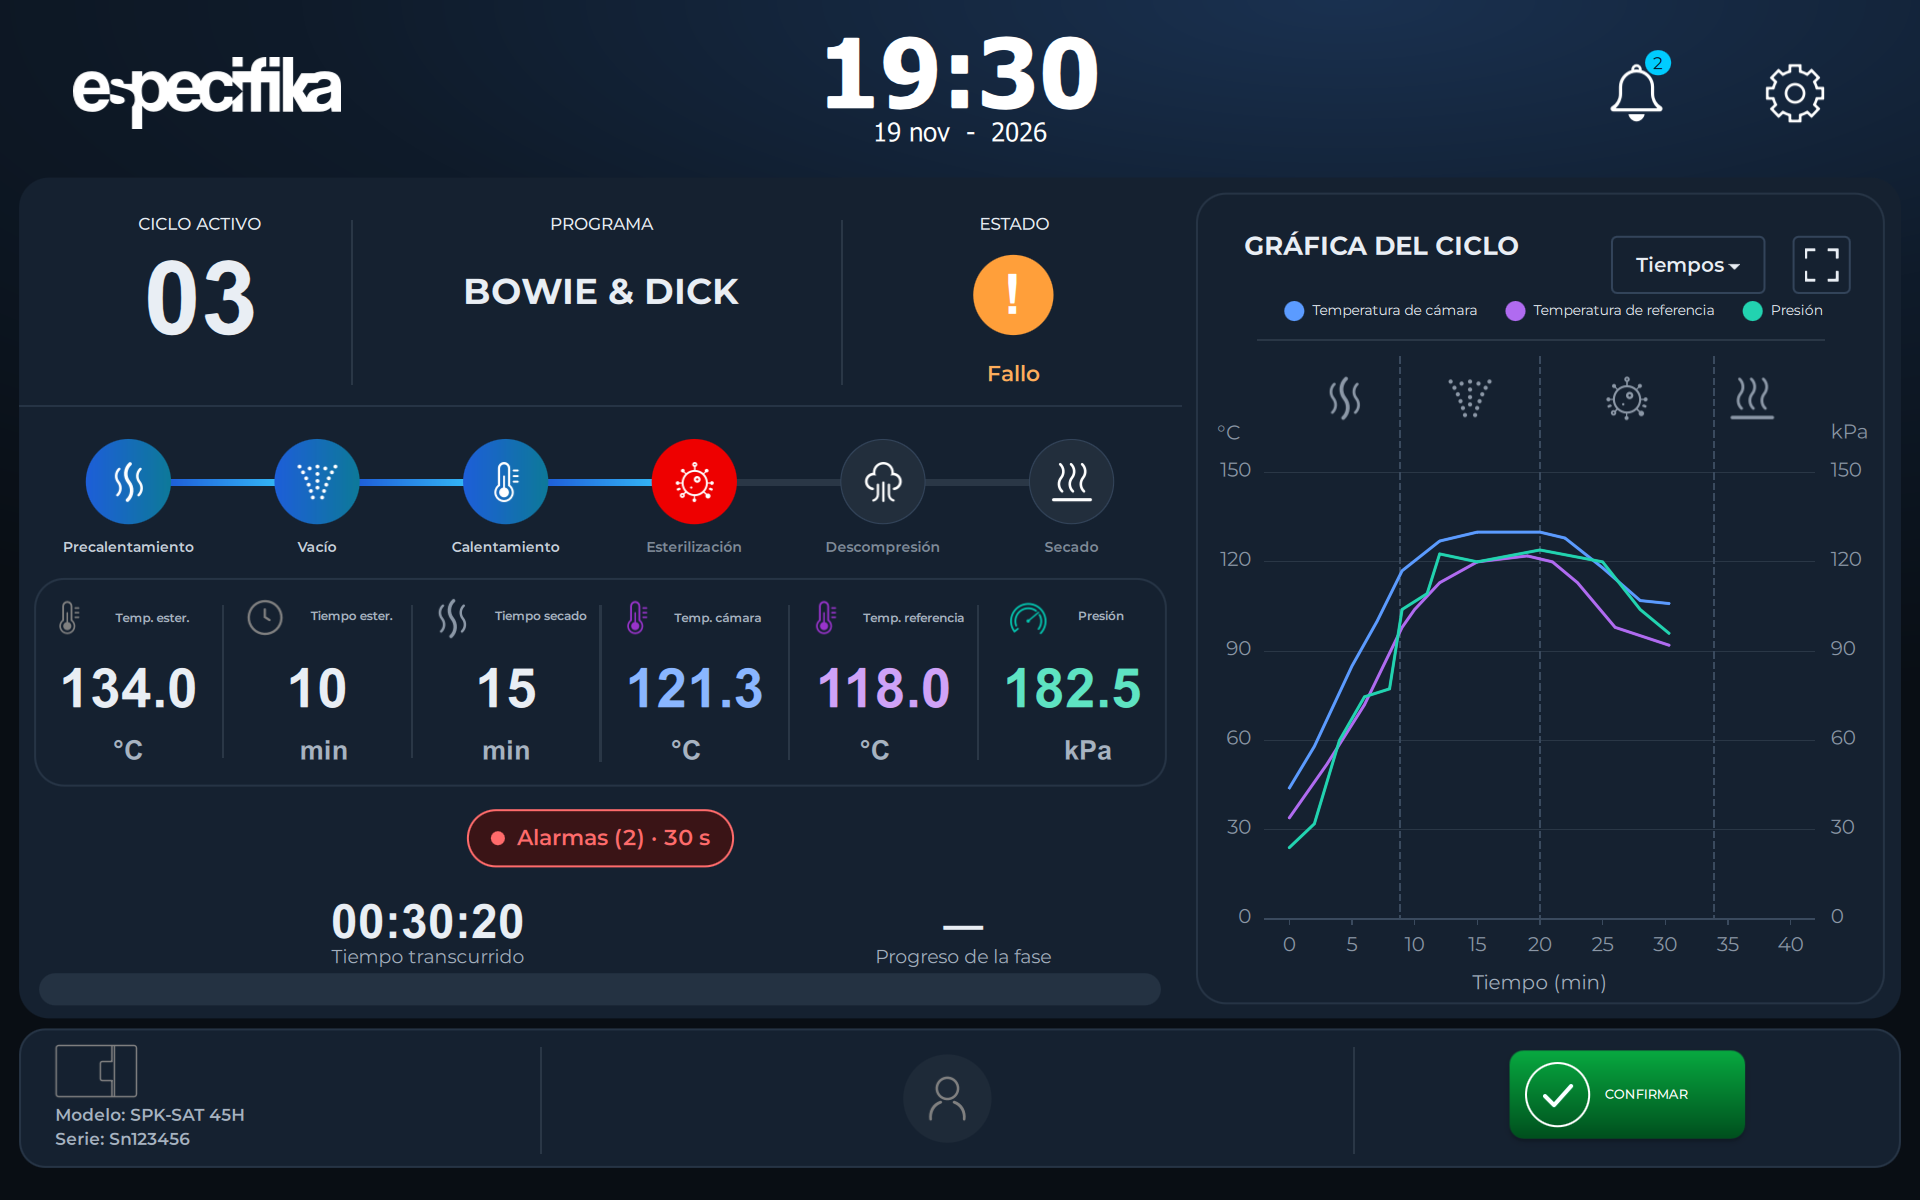 especifika
19:30
19 nov - 2026
2
CICLO ACTIVO
03
PROGRAMA
BOWIE & DICK
ESTADO
!
Fallo
Precalentamiento
Vacío
Calentamiento
Esterilización
Descompresión
Secado
Temp. ester.
134.0
°C
Tiempo ester.
10
min
Tiempo secado
15
min
Temp. cámara
121.3
°C
Temp. referencia
118.0
°C
Presión
182.5
kPa
Alarmas (2) · 30 s
00:30:20
Tiempo transcurrido
—
Progreso de la fase
GRÁFICA DEL CICLO
Tiempos
Temperatura de cámara
Temperatura de referencia
Presión
°C
kPa
150
150
120
120
90
90
60
60
30
30
0
0
0 5 10 15 20 25 30 35 40
Tiempo (min)
Modelo: SPK-SAT 45H
Serie: Sn123456
CONFIRMAR